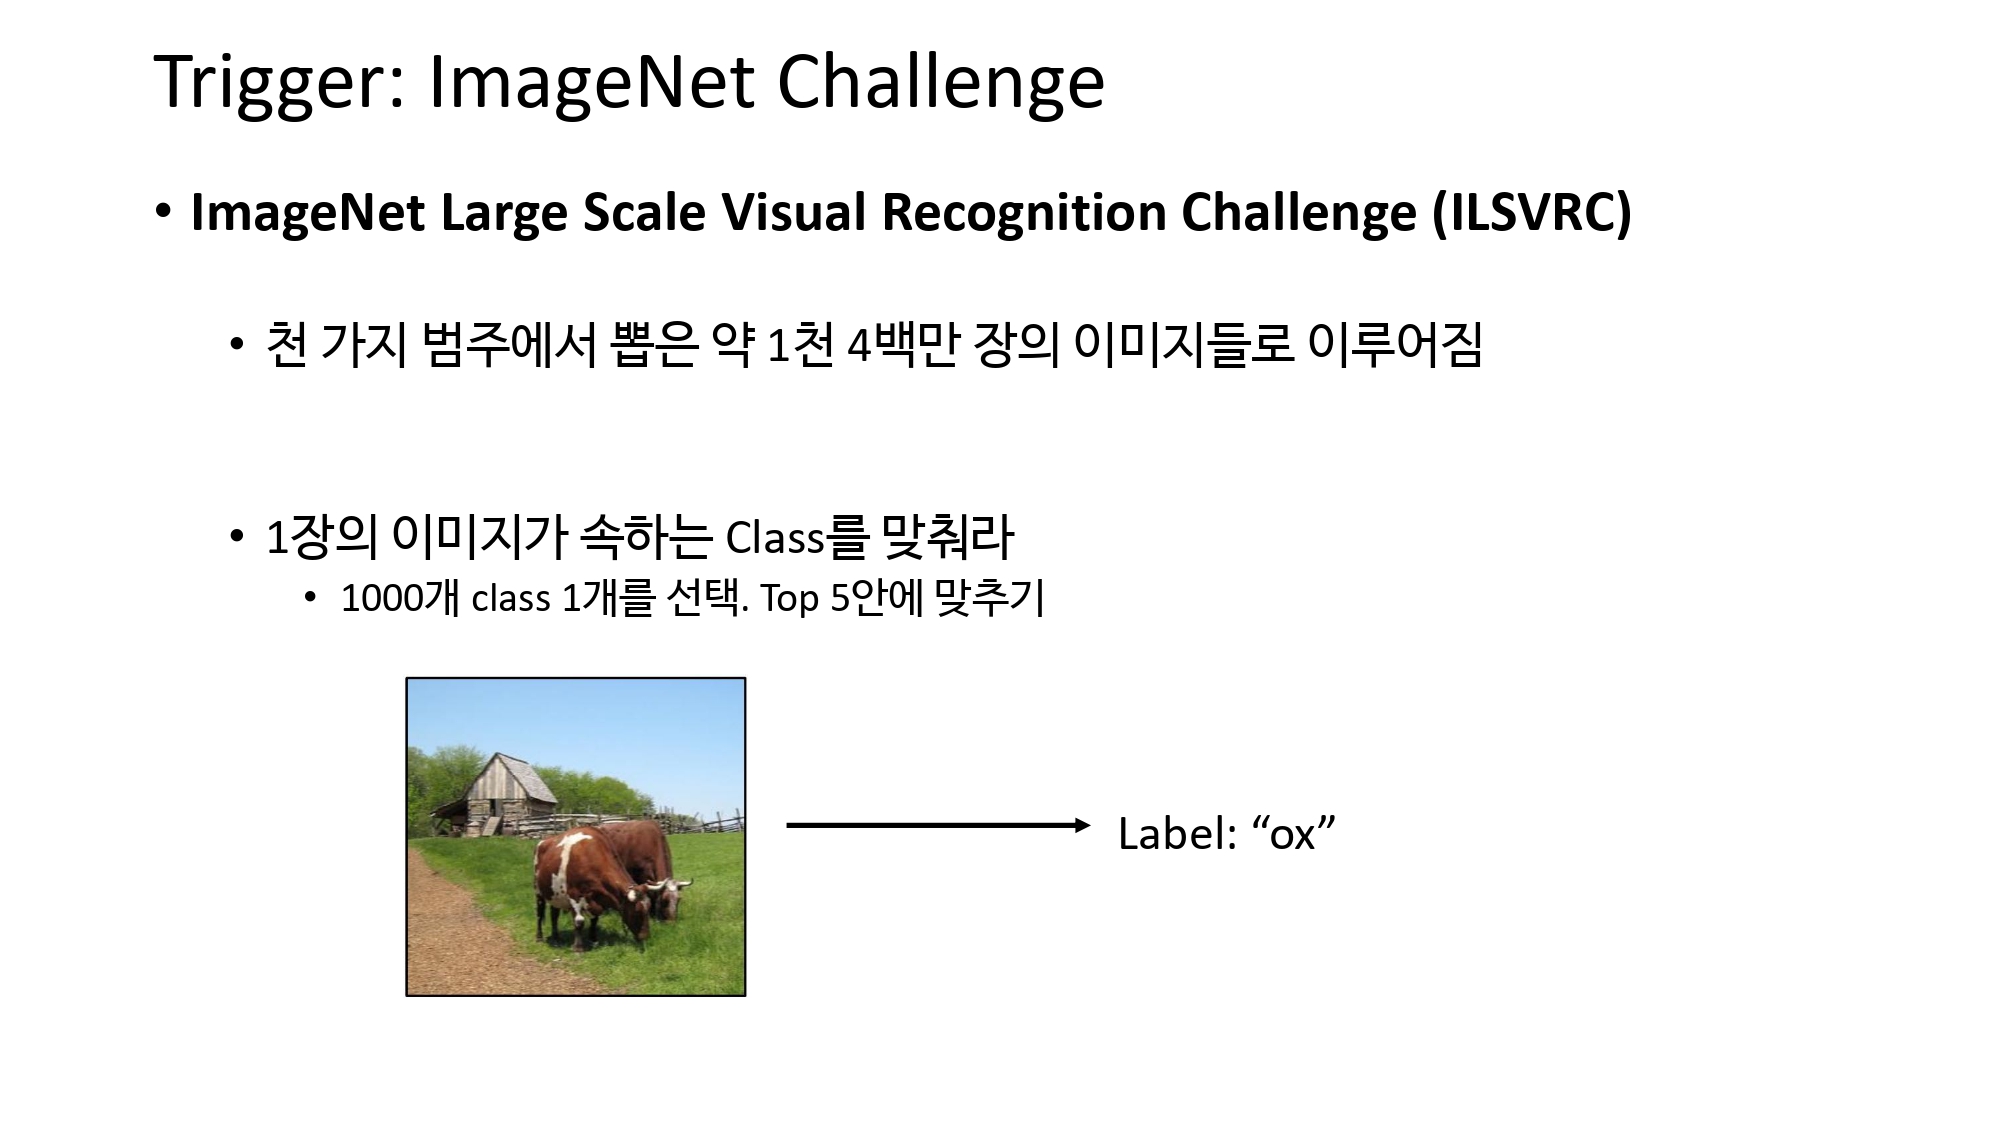 Trigger: ImageNet Challenge
• ImageNet Large Scale Visual Recognition Challenge (ILSVRC)
• 천 가지 범주에서 뽑은 약 1천 4백만 장의 이미지들로 이루어짐
• 1장의 이미지가 속하는 Class를 맞춰라
• 1000개 class 1개를 선택. Top 5안에 맞추기
Label: “ox”